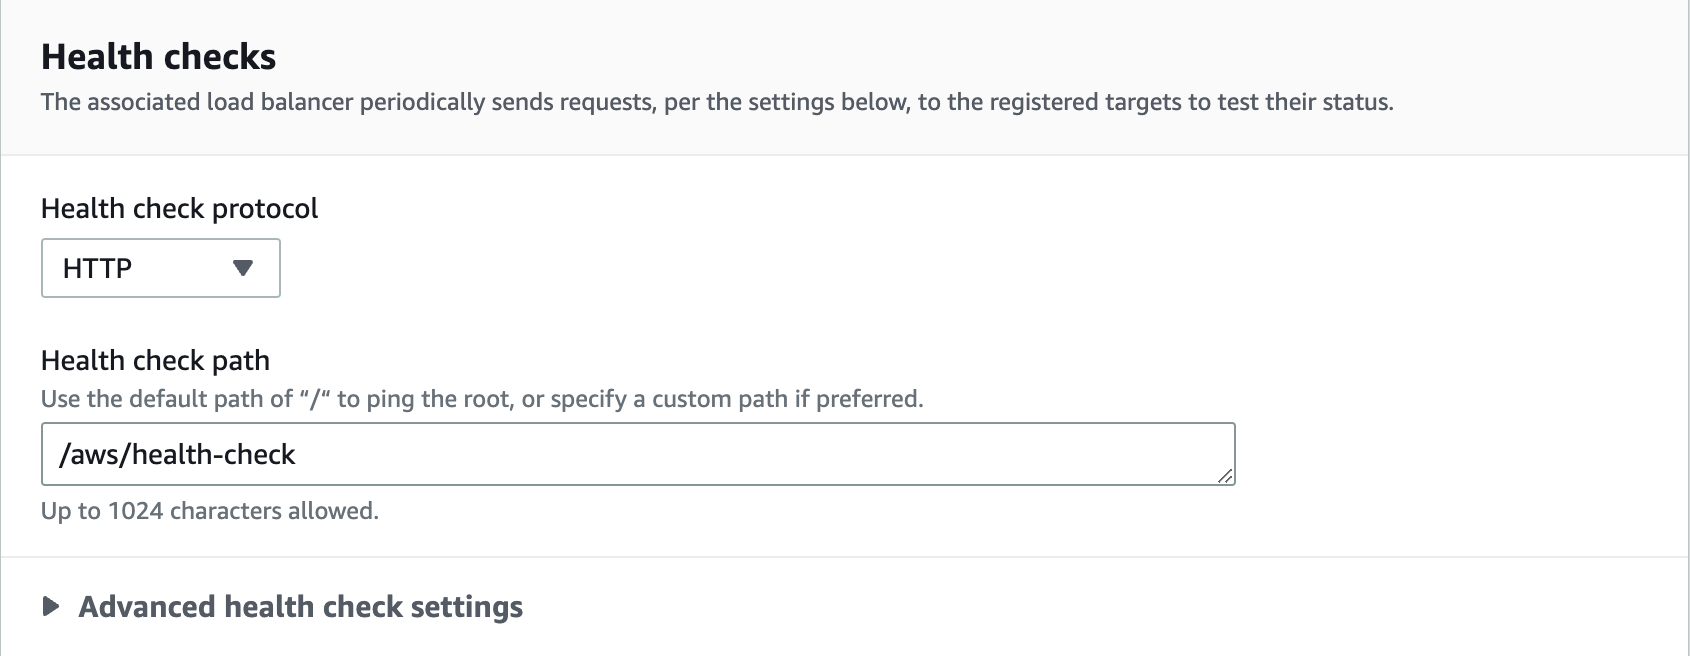 Health checks
The associated load balancer periodically sends requests, per the settings below, to the registered targets to test their status.
Health check protocol
HTTP
Health check path
Use the default path of “/“ to ping the root, or specify a custom path if preferred.
/aws/health-check
Up to 1024 characters allowed.
Advanced health check settings